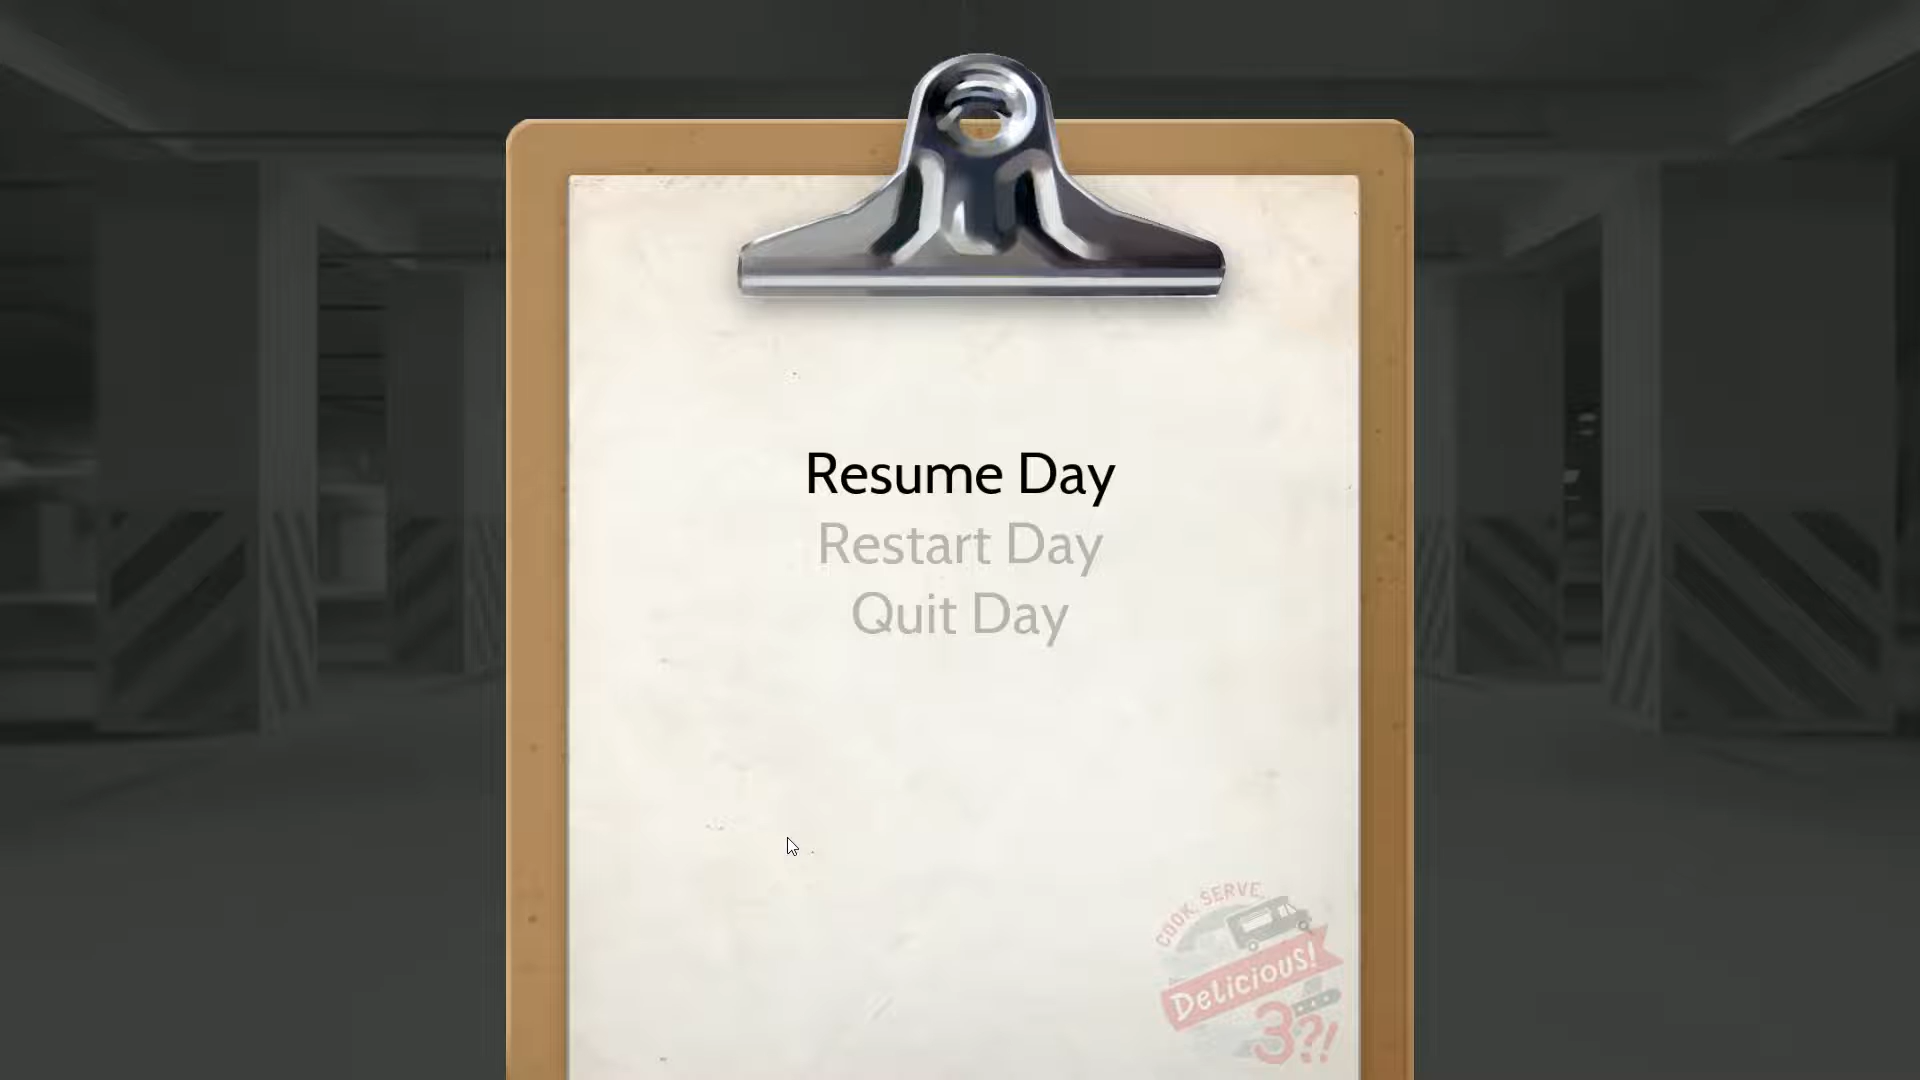 Resume Day
Restart Day
Quit Day
COOK, SERVE,
Delicious!
3?!